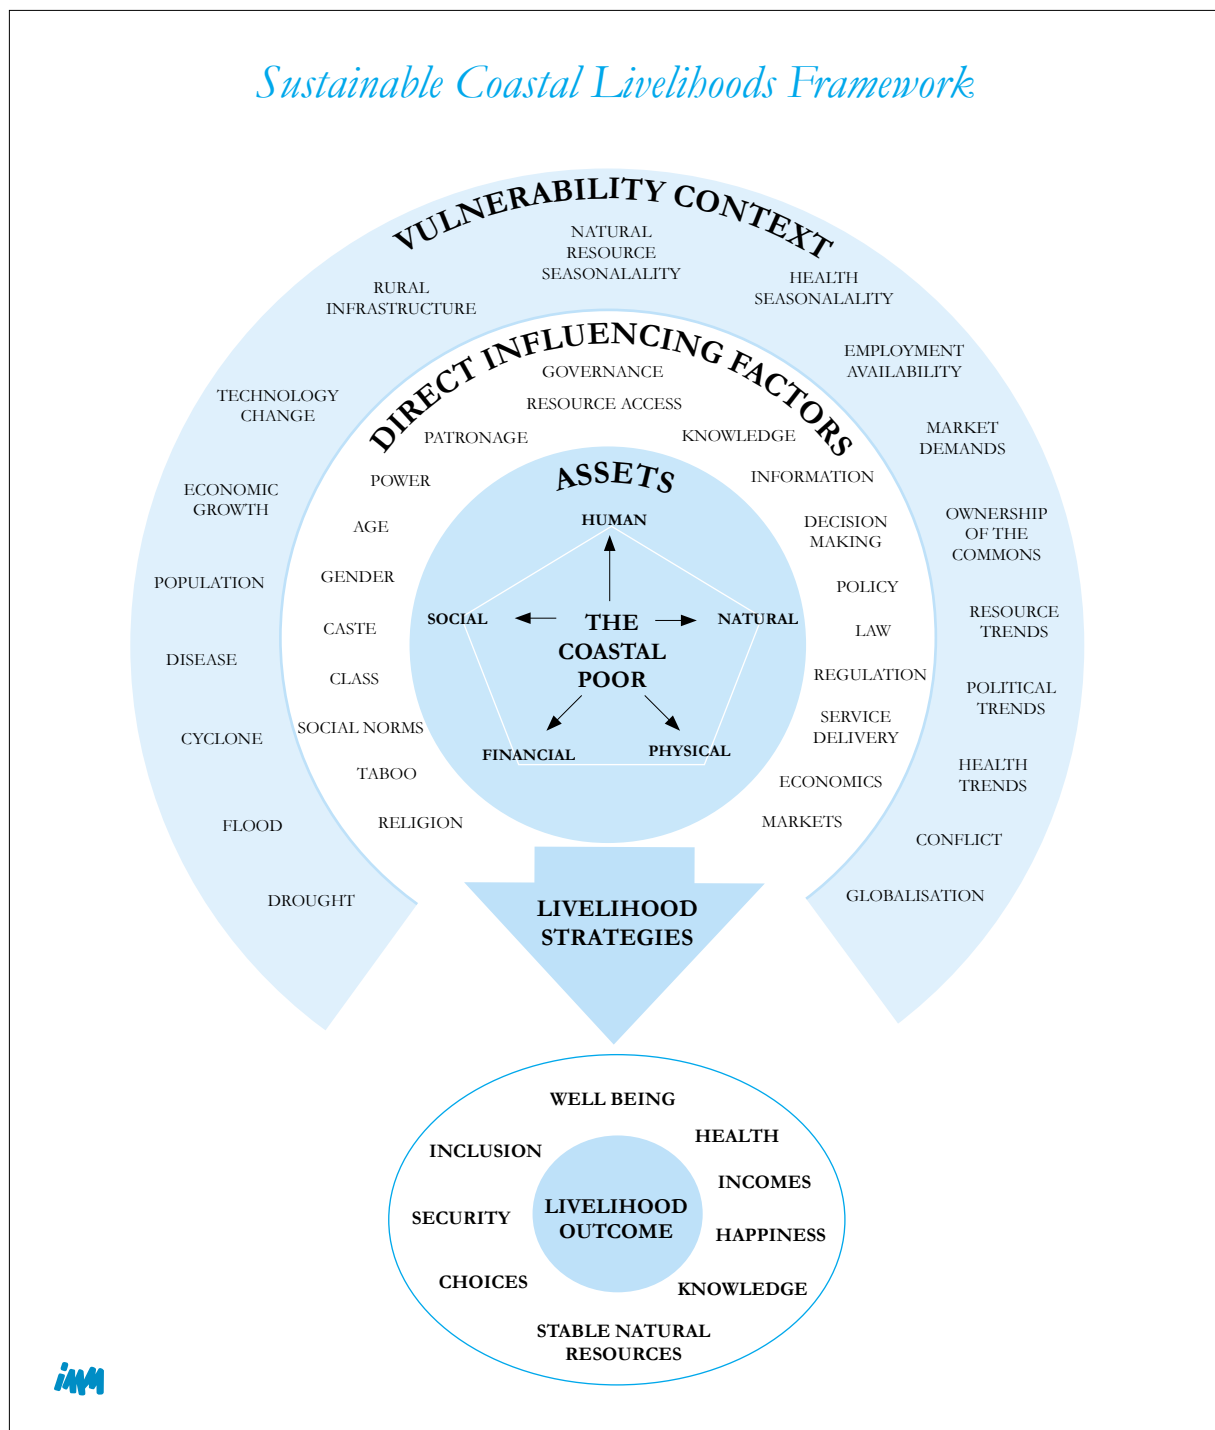 Sustainable Coastal Livelihoods Framework
VULNERABILITY CONTEXT
NATURAL
RESOURCE
SEASONALALITY
HEALTH
SEASONALALITY
RURAL
INFRASTRUCTURE
EMPLOYMENT
AVAILABILITY
TECHNOLOGY
CHANGE
MARKET
DEMANDS
ECONOMIC
GROWTH
OWNERSHIP
OF THE
COMMONS
POPULATION
RESOURCE
TRENDS
DISEASE
POLITICAL
TRENDS
CYCLONE
HEALTH
TRENDS
FLOOD
CONFLICT
DROUGHT
GLOBALISATION
DIRECT INFLUENCING FACTORS
GOVERNANCE
RESOURCE ACCESS
PATRONAGE
KNOWLEDGE
POWER
INFORMATION
AGE
DECISION
MAKING
GENDER
POLICY
CASTE
LAW
CLASS
REGULATION
SOCIAL NORMS
SERVICE
DELIVERY
TABOO
ECONOMICS
RELIGION
MARKETS
ASSETS
HUMAN
SOCIAL
NATURAL
THE
COASTAL
POOR
FINANCIAL
PHYSICAL
LIVELIHOOD
STRATEGIES
WELL BEING
HEALTH
INCLUSION
INCOMES
SECURITY
LIVELIHOOD
OUTCOME
HAPPINESS
CHOICES
KNOWLEDGE
STABLE NATURAL
RESOURCES
imm